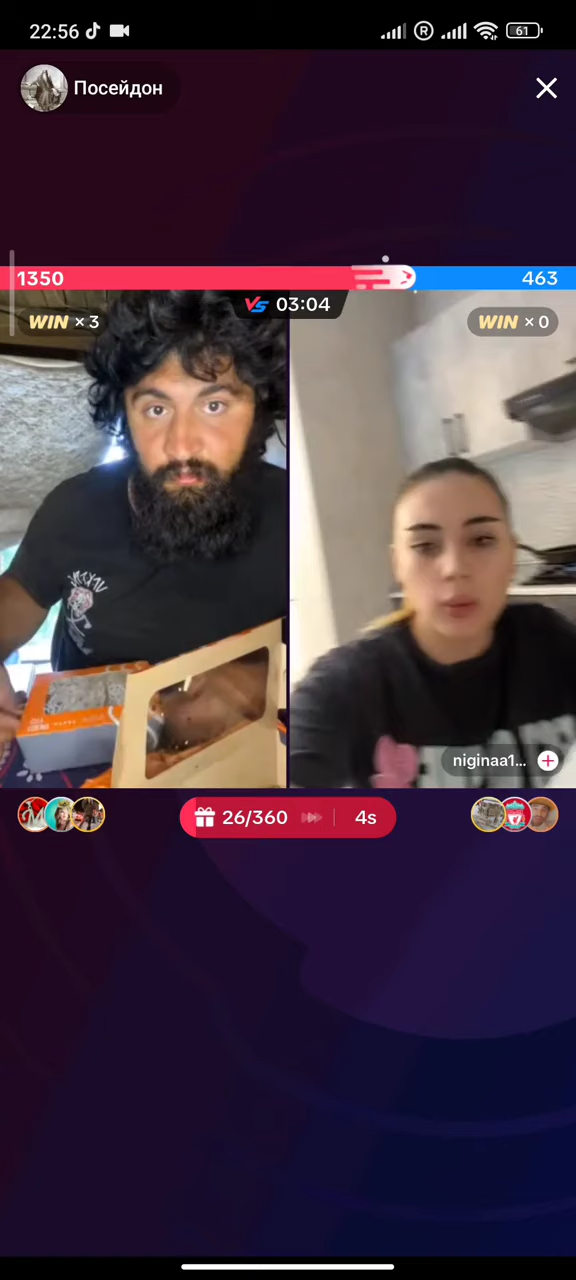 22:56
R
61
Посейдон
1350
463
VS 03:04
WIN × 3
WIN × 0
niginaa1...
26/360
4s